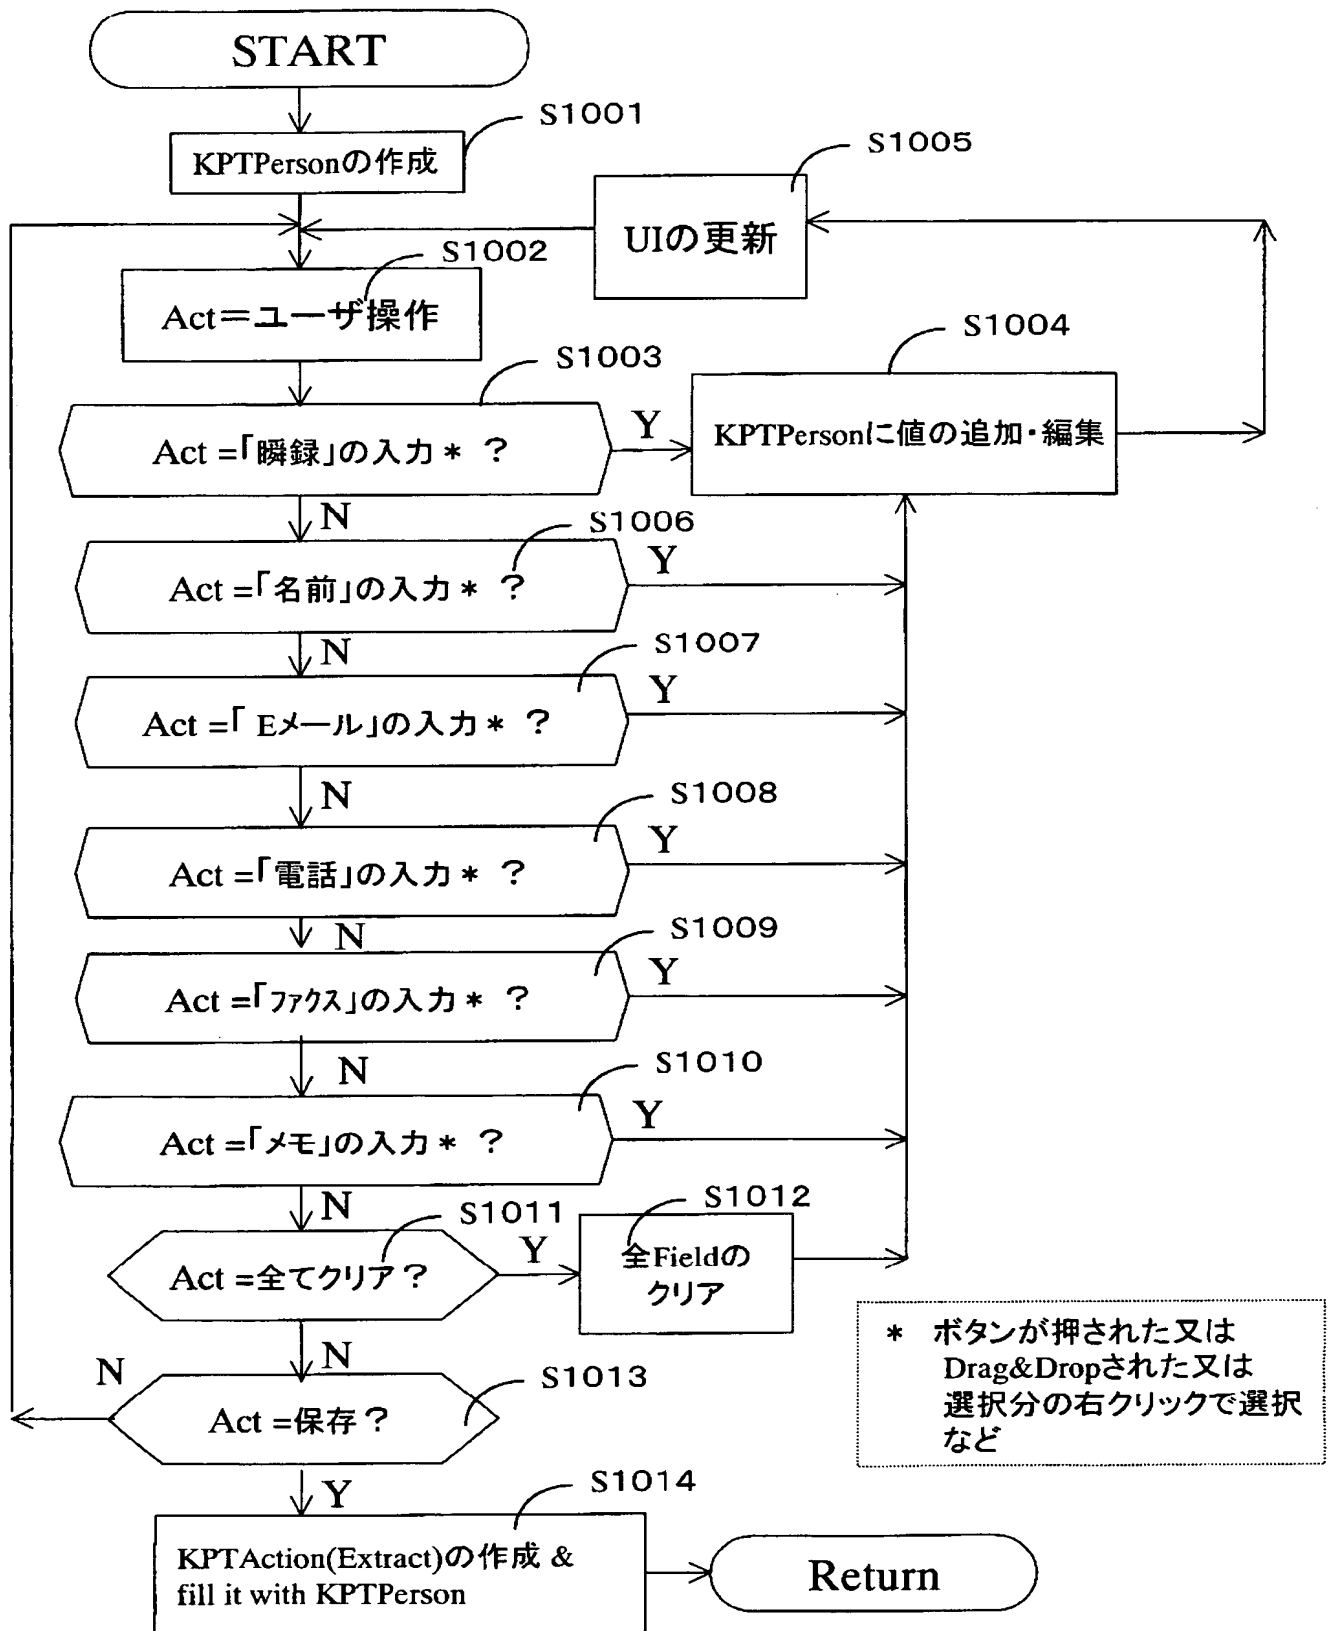 START
S1001
KPTPersonの作成
S1005
UIの更新
S1002
Act＝ユーザ操作
S1004
S1003
Act =「瞬録」の入力＊ ？
Y
KPTPersonに値の追加・編集
N
S1006
Act =「名前」の入力＊ ？
Y
N
S1007
Act =「 Eメール」の入力＊ ？
Y
N
S1008
Act =「電話」の入力＊ ？
Y
N
S1009
Act =「ﾌｧｸｽ」の入力＊ ？
Y
N
S1010
Act =「メモ」の入力＊ ？
Y
N
S1011
Act =全てクリア？
Y
S1012
全Fieldの
クリア
N
N
S1013
Act =保存？
＊ ボタンが押された又は
Drag&Dropされた又は
選択分の右クリックで選択
など
Y
S1014
KPTAction(Extract)の作成 &
fill it with KPTPerson
Return